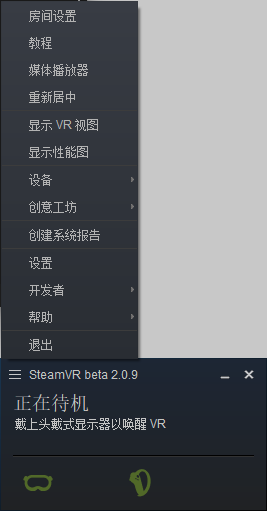 房间设置
教程
媒体播放器
重新居中
显示 VR 视图
显示性能图
设备
创意工坊
创建系统报告
设置
开发者
帮助
退出
SteamVR beta 2.0.9
正在待机
戴上头戴式显示器以唤醒 VR